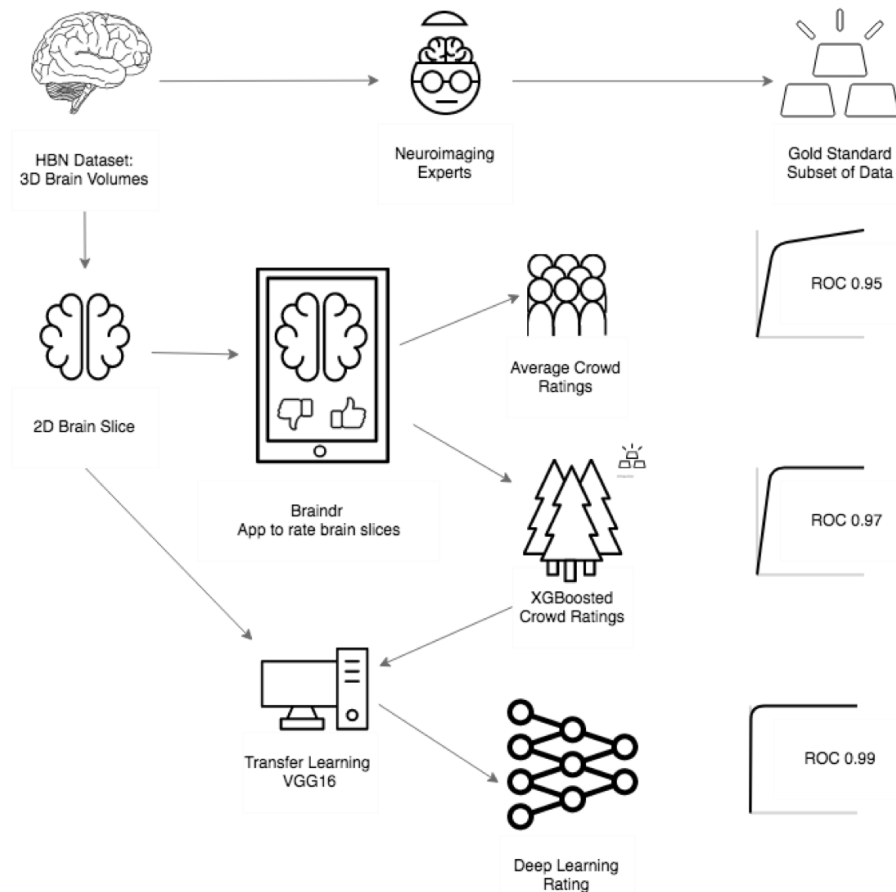 HBN Dataset:
3D Brain Volumes
Neuroimaging
Experts
Gold Standard
Subset of Data
2D Brain Slice
Braindr
App to rate brain slices
Average Crowd
Ratings
ROC 0.95
XGBoosted
Crowd Ratings
ROC 0.97
Transfer Learning
VGG16
Deep Learning
Rating
ROC 0.99